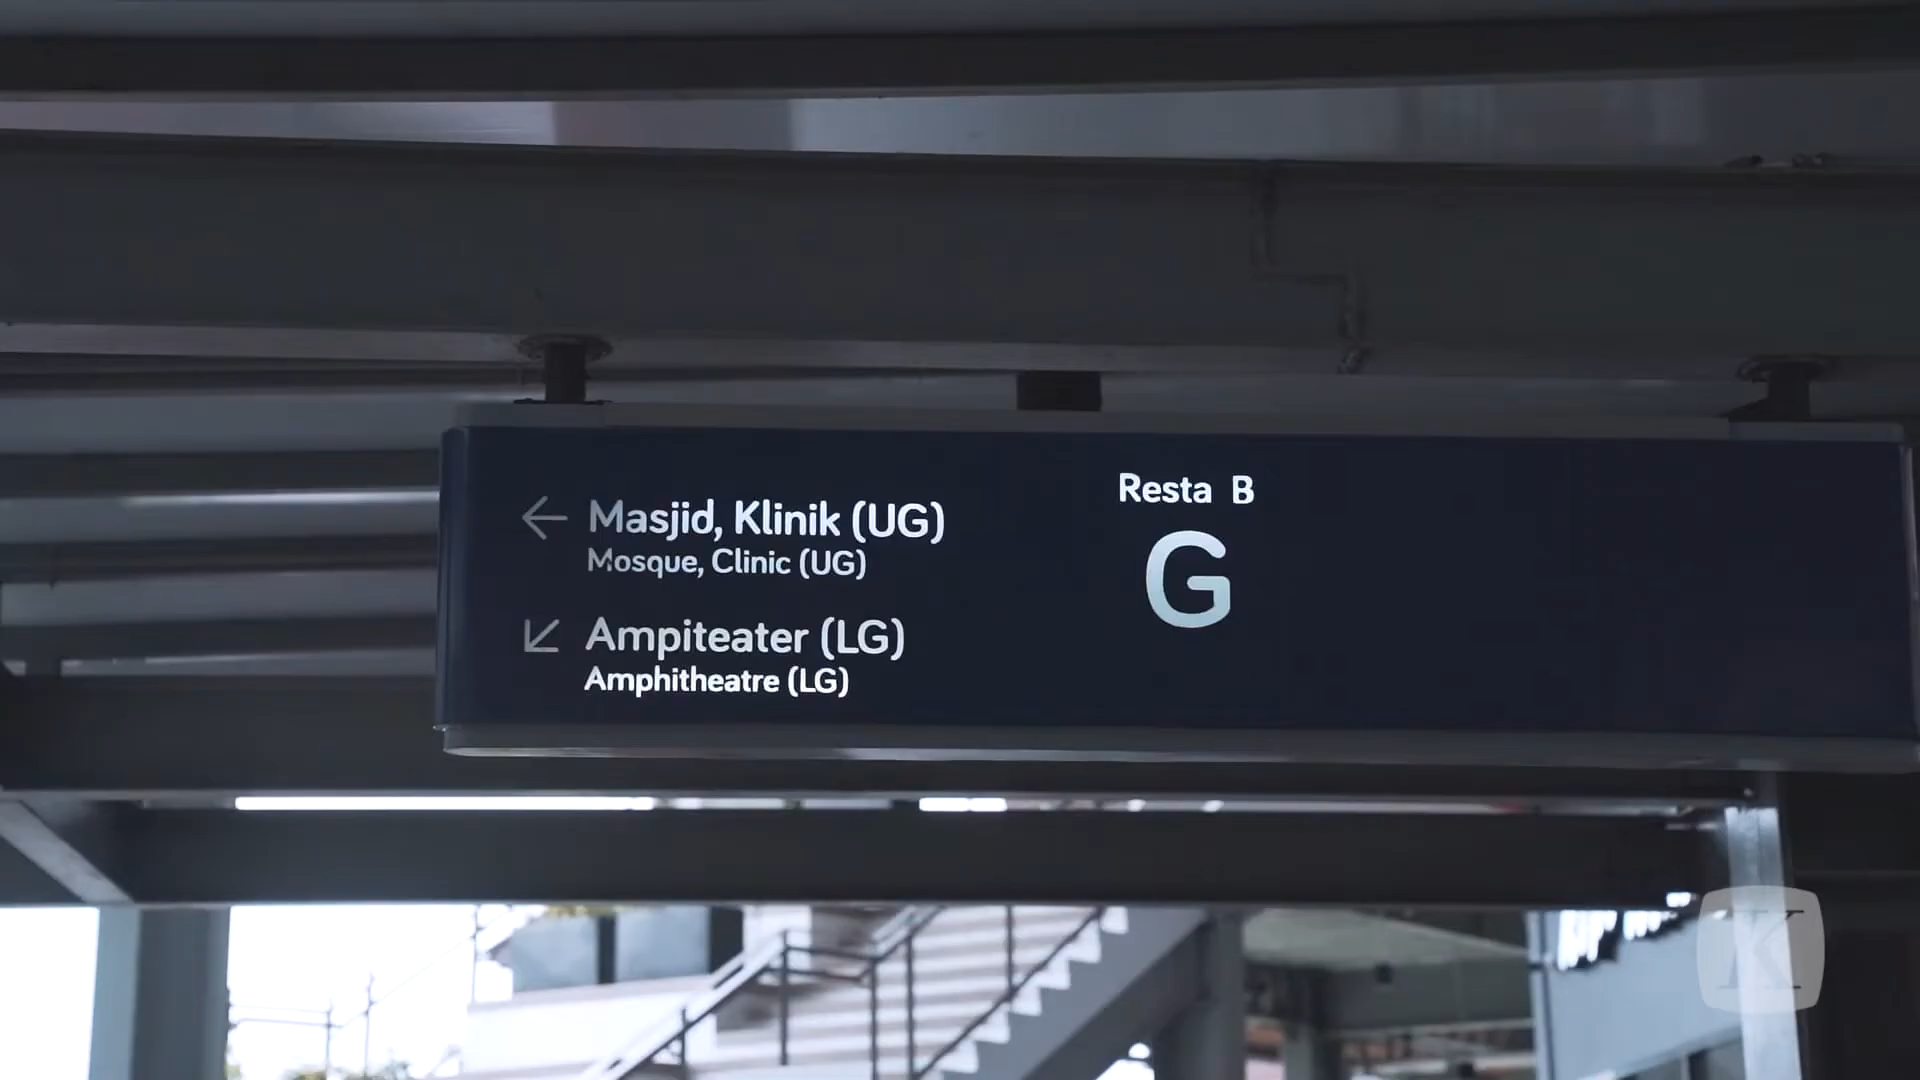 Masjid, Klinik (UG)
Mosque, Clinic (UG)
Ampiteater (LG)
Amphitheatre (LG)
Resta B
G
K